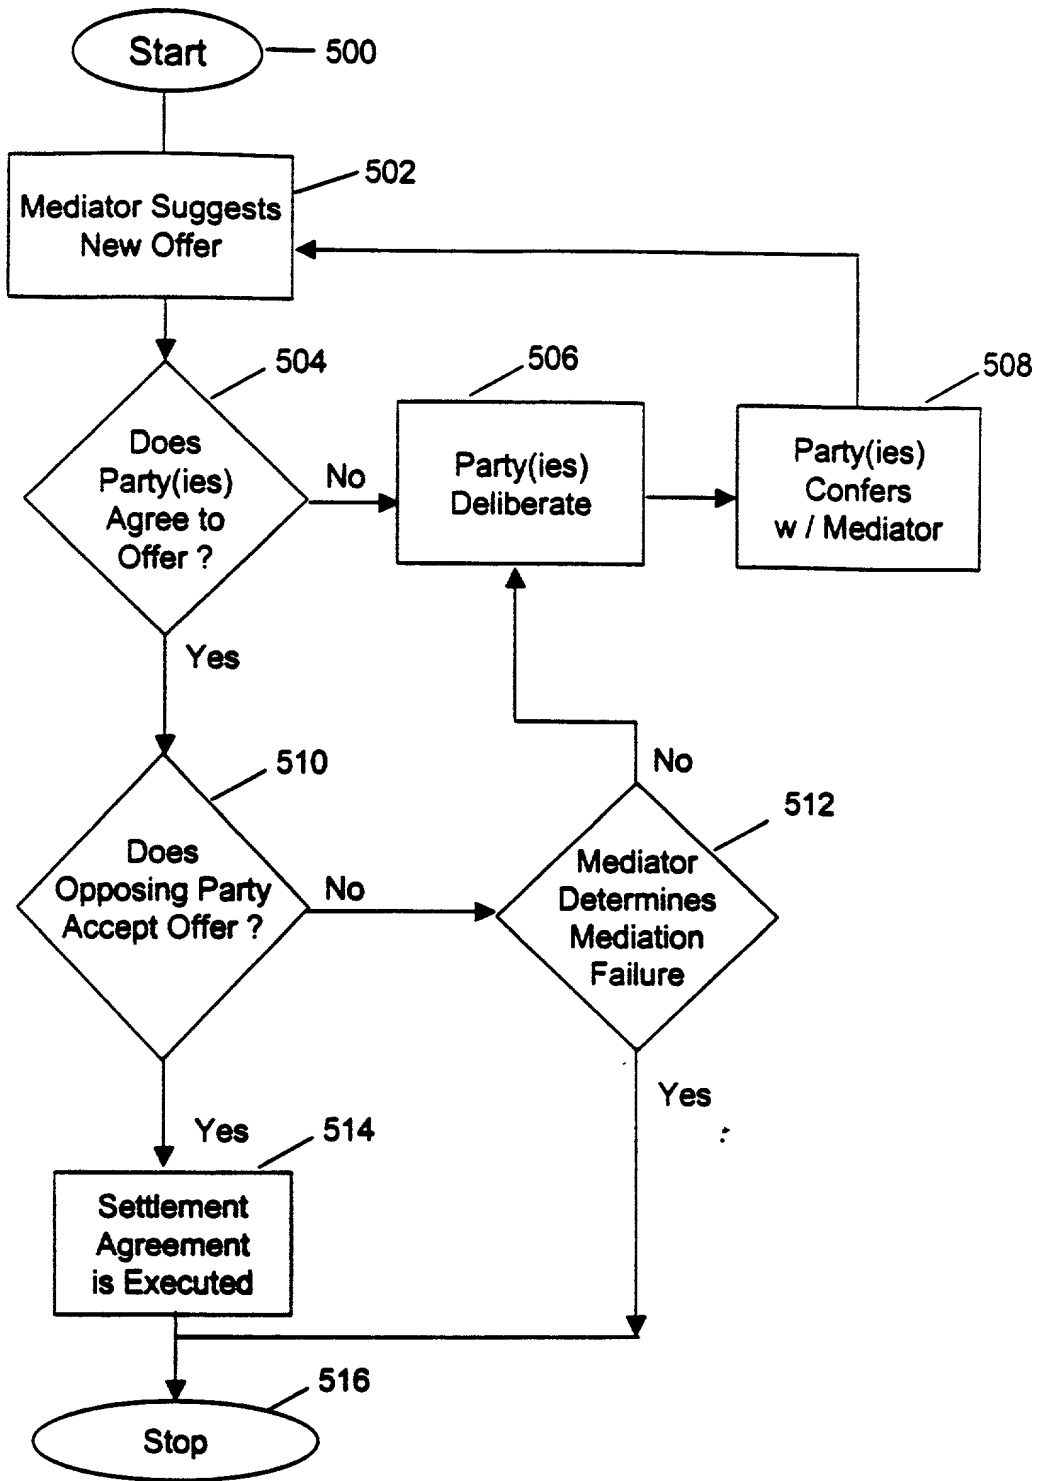 Start
500
502
Mediator Suggests
New Offer
504
506
508
Does
Party(ies)
Agree to
Offer ?
No
Party(ies)
Deliberate
Party(ies)
Confers
w / Mediator
Yes
510
No
512
Does
Opposing Party
Accept Offer ?
No
Mediator
Determines
Mediation
Failure
Yes
Yes
514
Settlement
Agreement
is Executed
516
Stop